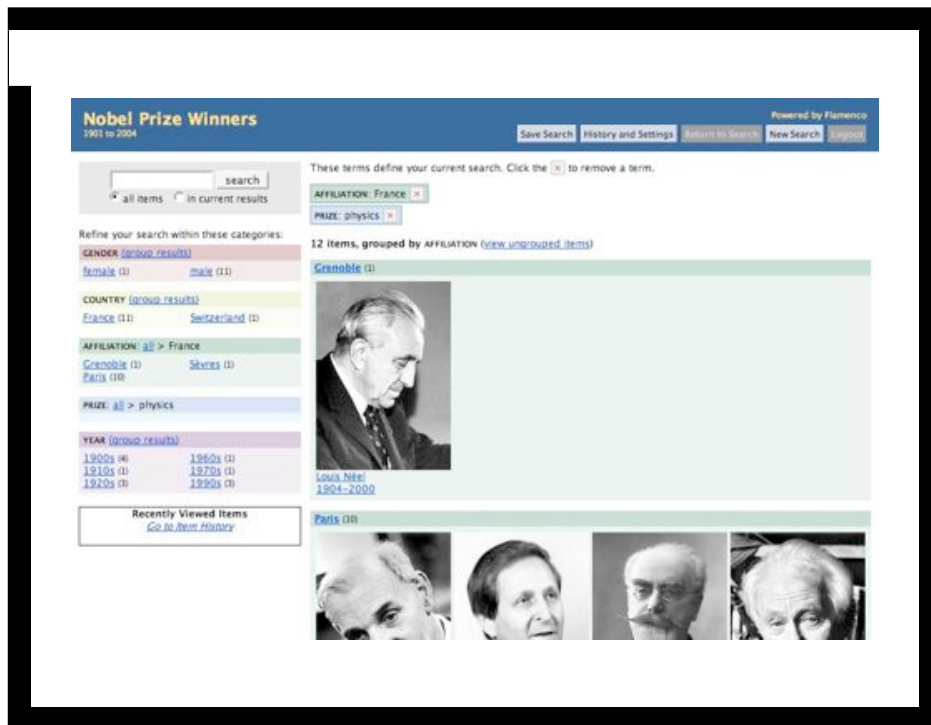 Nobel Prize Winners
1901 to 2004
Powered by Flamenco
Save Search History and Settings Return to Search New Search Logout
search
all items in current results
Refine your search within these categories:
GENDER (group results)
female (1) male (11)
COUNTRY (group results)
France (11) Switzerland (1)
AFFILIATION: all > France
Grenoble (1) Sèvres (1)
Paris (10)
PRIZE: all > physics
YEAR (group results)
1900s (4) 1960s (1)
1910s (1) 1970s (1)
1920s (3) 1990s (3)
Recently Viewed Items
Go to Item History
These terms define your current search. Click the × to remove a term.
AFFILIATION: France ×
PRIZE: physics ×
12 items, grouped by AFFILIATION (view ungrouped items)
Grenoble (1)
Louis Néel
1904-2000
Paris (10)